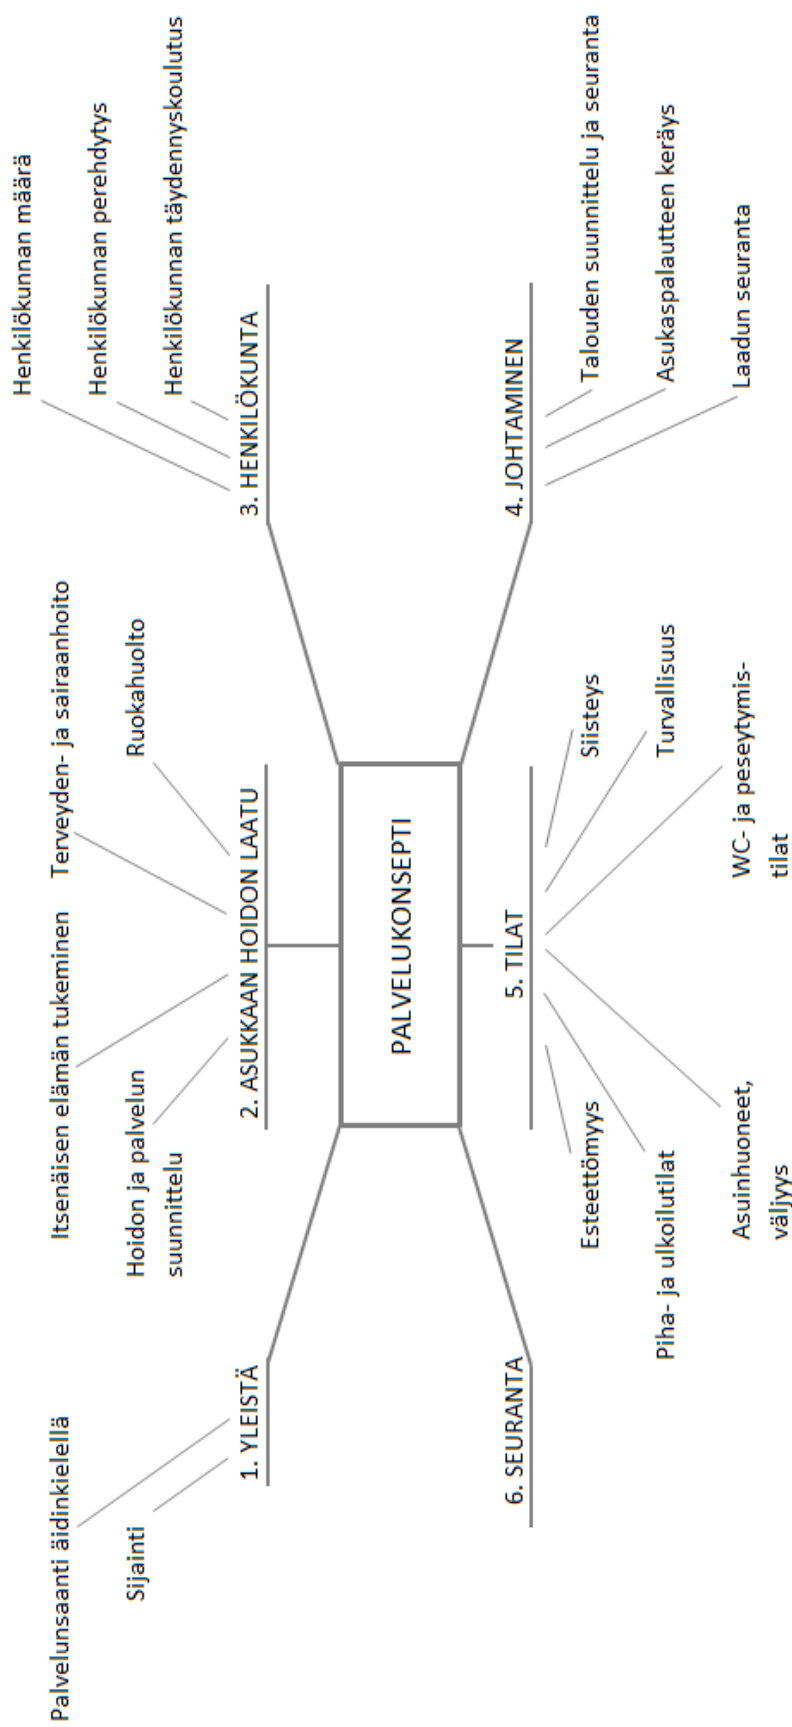 Palvelunsaanti äidinkielellä
Sijainti
1. YLEISTÄ
Itsenäisen elämän tukeminen
Terveyden- ja sairaanhoito
Hoidon ja palvelun
suunnittelu
Ruokahuolto
2. ASUKKAAN HOIDON LAATU
Henkilökunnan määrä
Henkilökunnan perehdytys
Henkilökunnan täydennyskoulutus
3. HENKILÖKUNTA
PALVELUKONSEPTI
4. JOHTAMINEN
Talouden suunnittelu ja seuranta
Asukaspalautteen keräys
Laadun seuranta
5. TILAT
Esteettömyys
Siisteys
Piha- ja ulkoilutilat
Turvallisuus
Asuinhuoneet,
väljyys
WC- ja peseytymis-
tilat
6. SEURANTA